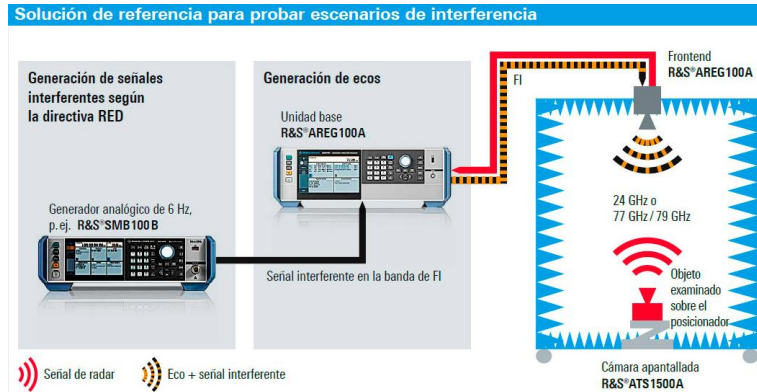 Solución de referencia para probar escenarios de interferencia
Generación de señales
interferentes según
la directiva RED
Generador analógico de 6 Hz,
p. ej. R&S®SMB100B
Generación de ecos
Unidad base
R&S®AREG100A
Señal interferente en la banda de FI
FI
Frontend
R&S®AREG100A
24 GHz o
77 GHz / 79 GHz
Objeto
examinado
sobre el
posicionador
Cámara apantallada
R&S®ATS1500A
Señal de radar
Eco + señal interferente